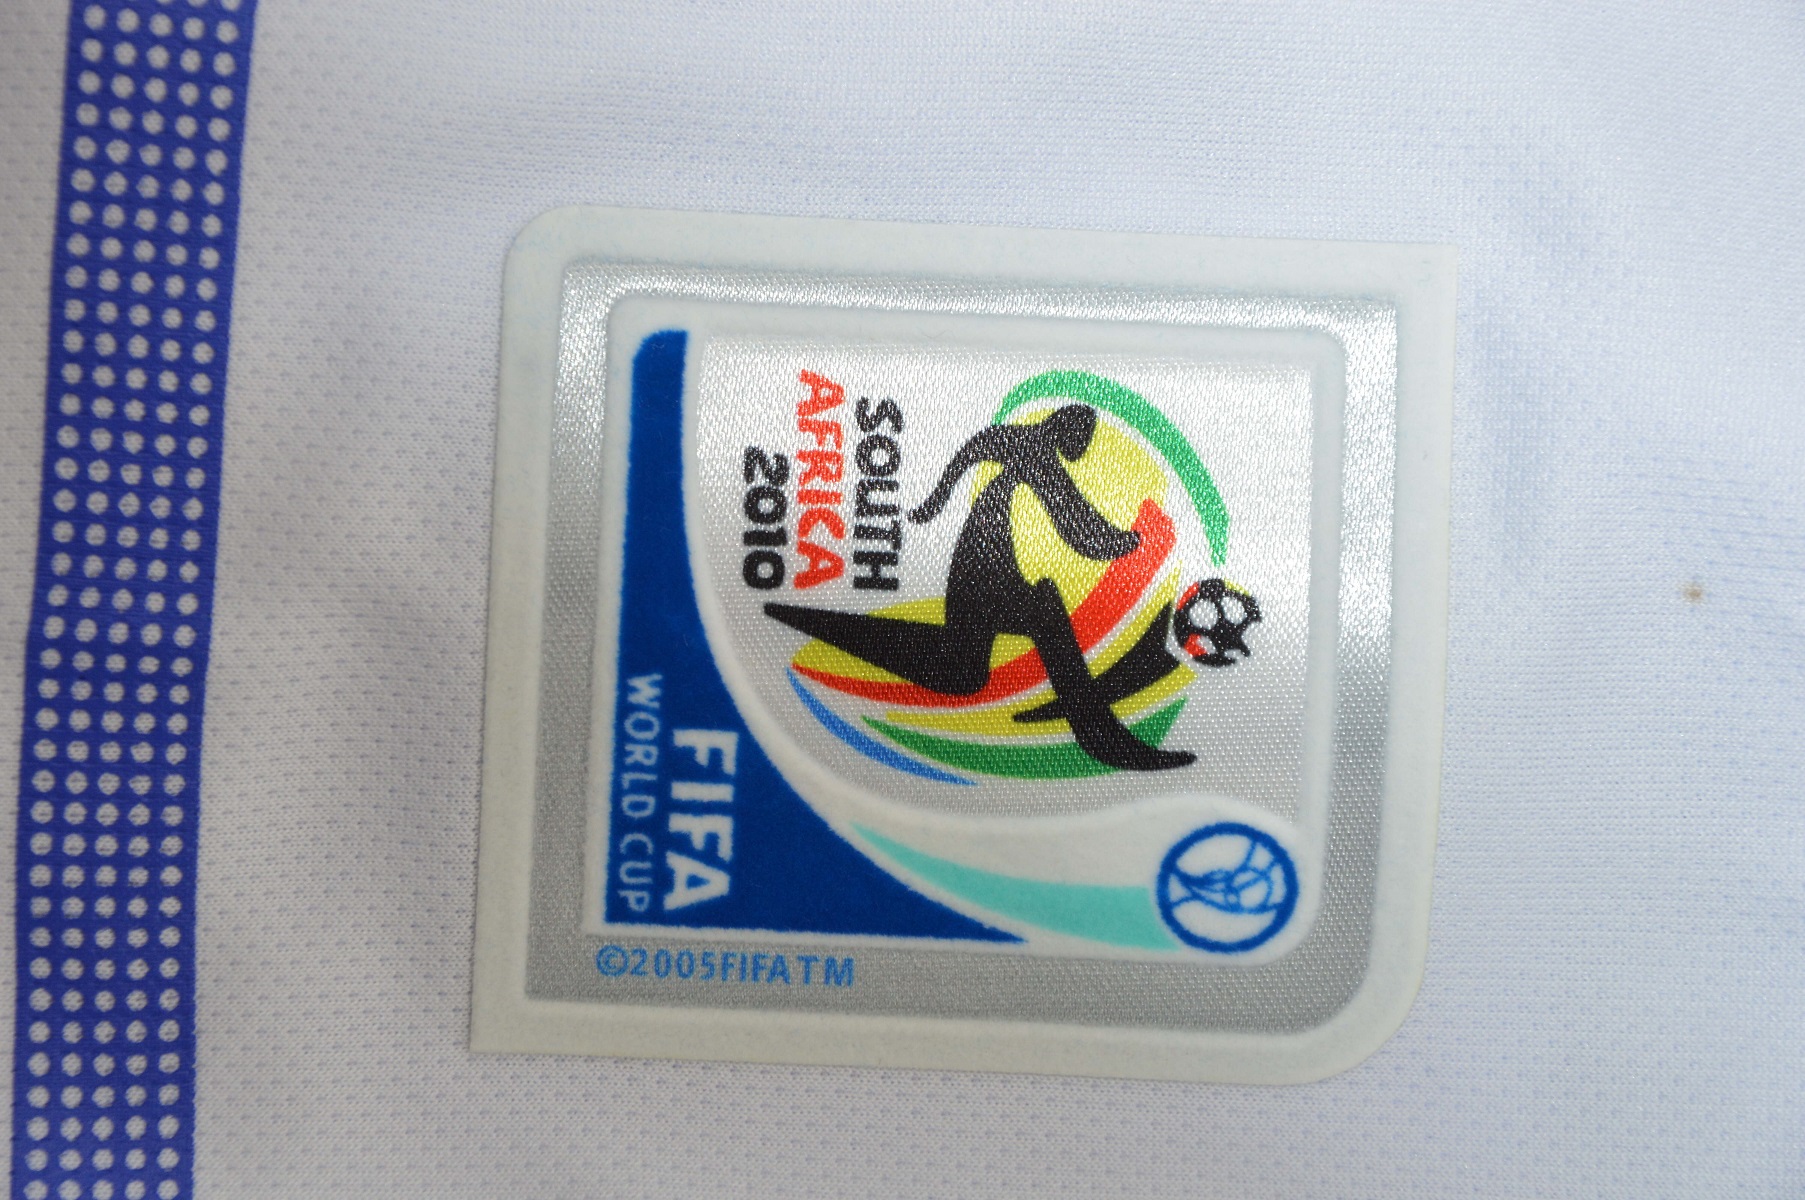 SOUTH
AFRICA
2010
FIFA
WORLD CUP
©2005FIFATM